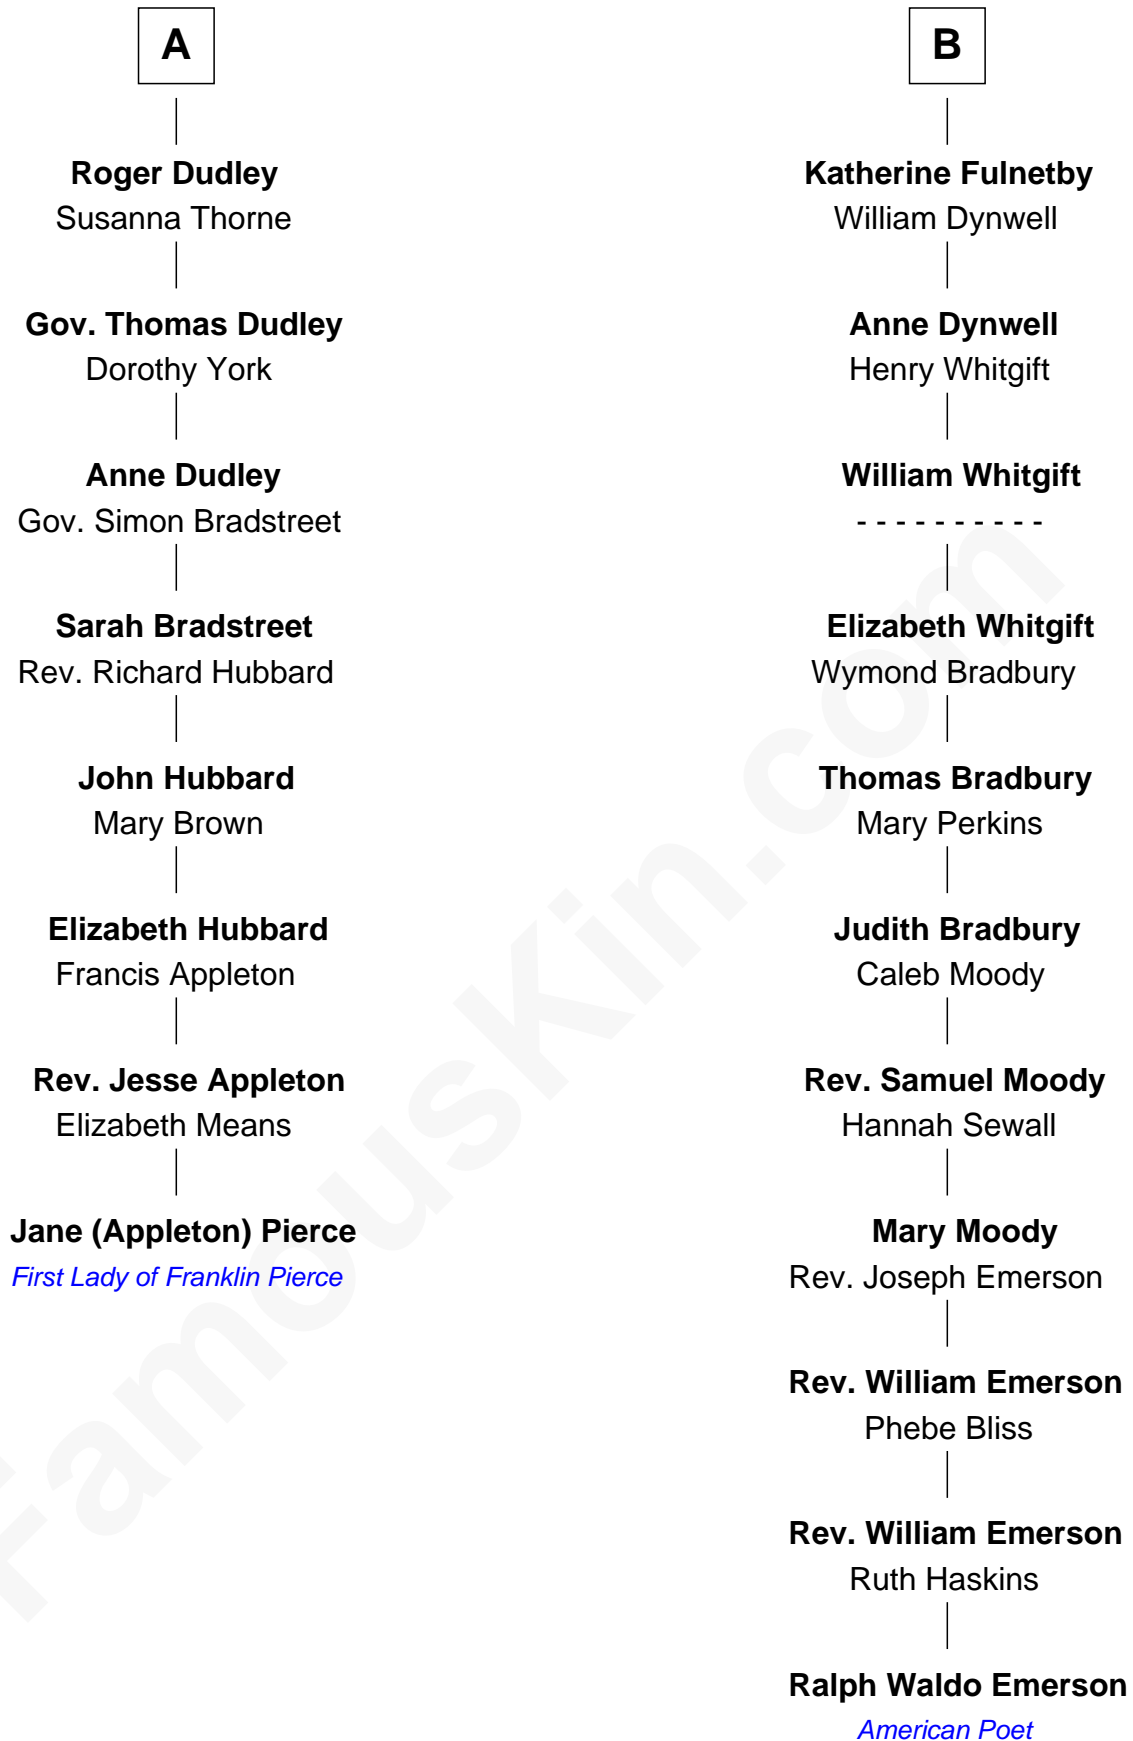 A
Roger Dudley
Susanna Thorne
Gov. Thomas Dudley
Dorothy York
Anne Dudley
Gov. Simon Bradstreet
Sarah Bradstreet
Rev. Richard Hubbard
John Hubbard
Mary Brown
Elizabeth Hubbard
Francis Appleton
Rev. Jesse Appleton
Elizabeth Means
Jane (Appleton) Pierce
First Lady of Franklin Pierce
B
Katherine Fulnetby
William Dynwell
Anne Dynwell
Henry Whitgift
William Whitgift
- - - - - - - - - -
Elizabeth Whitgift
Wymond Bradbury
Thomas Bradbury
Mary Perkins
Judith Bradbury
Caleb Moody
Rev. Samuel Moody
Hannah Sewall
Mary Moody
Rev. Joseph Emerson
Rev. William Emerson
Phebe Bliss
Rev. William Emerson
Ruth Haskins
Ralph Waldo Emerson
American Poet
FamousKin.com